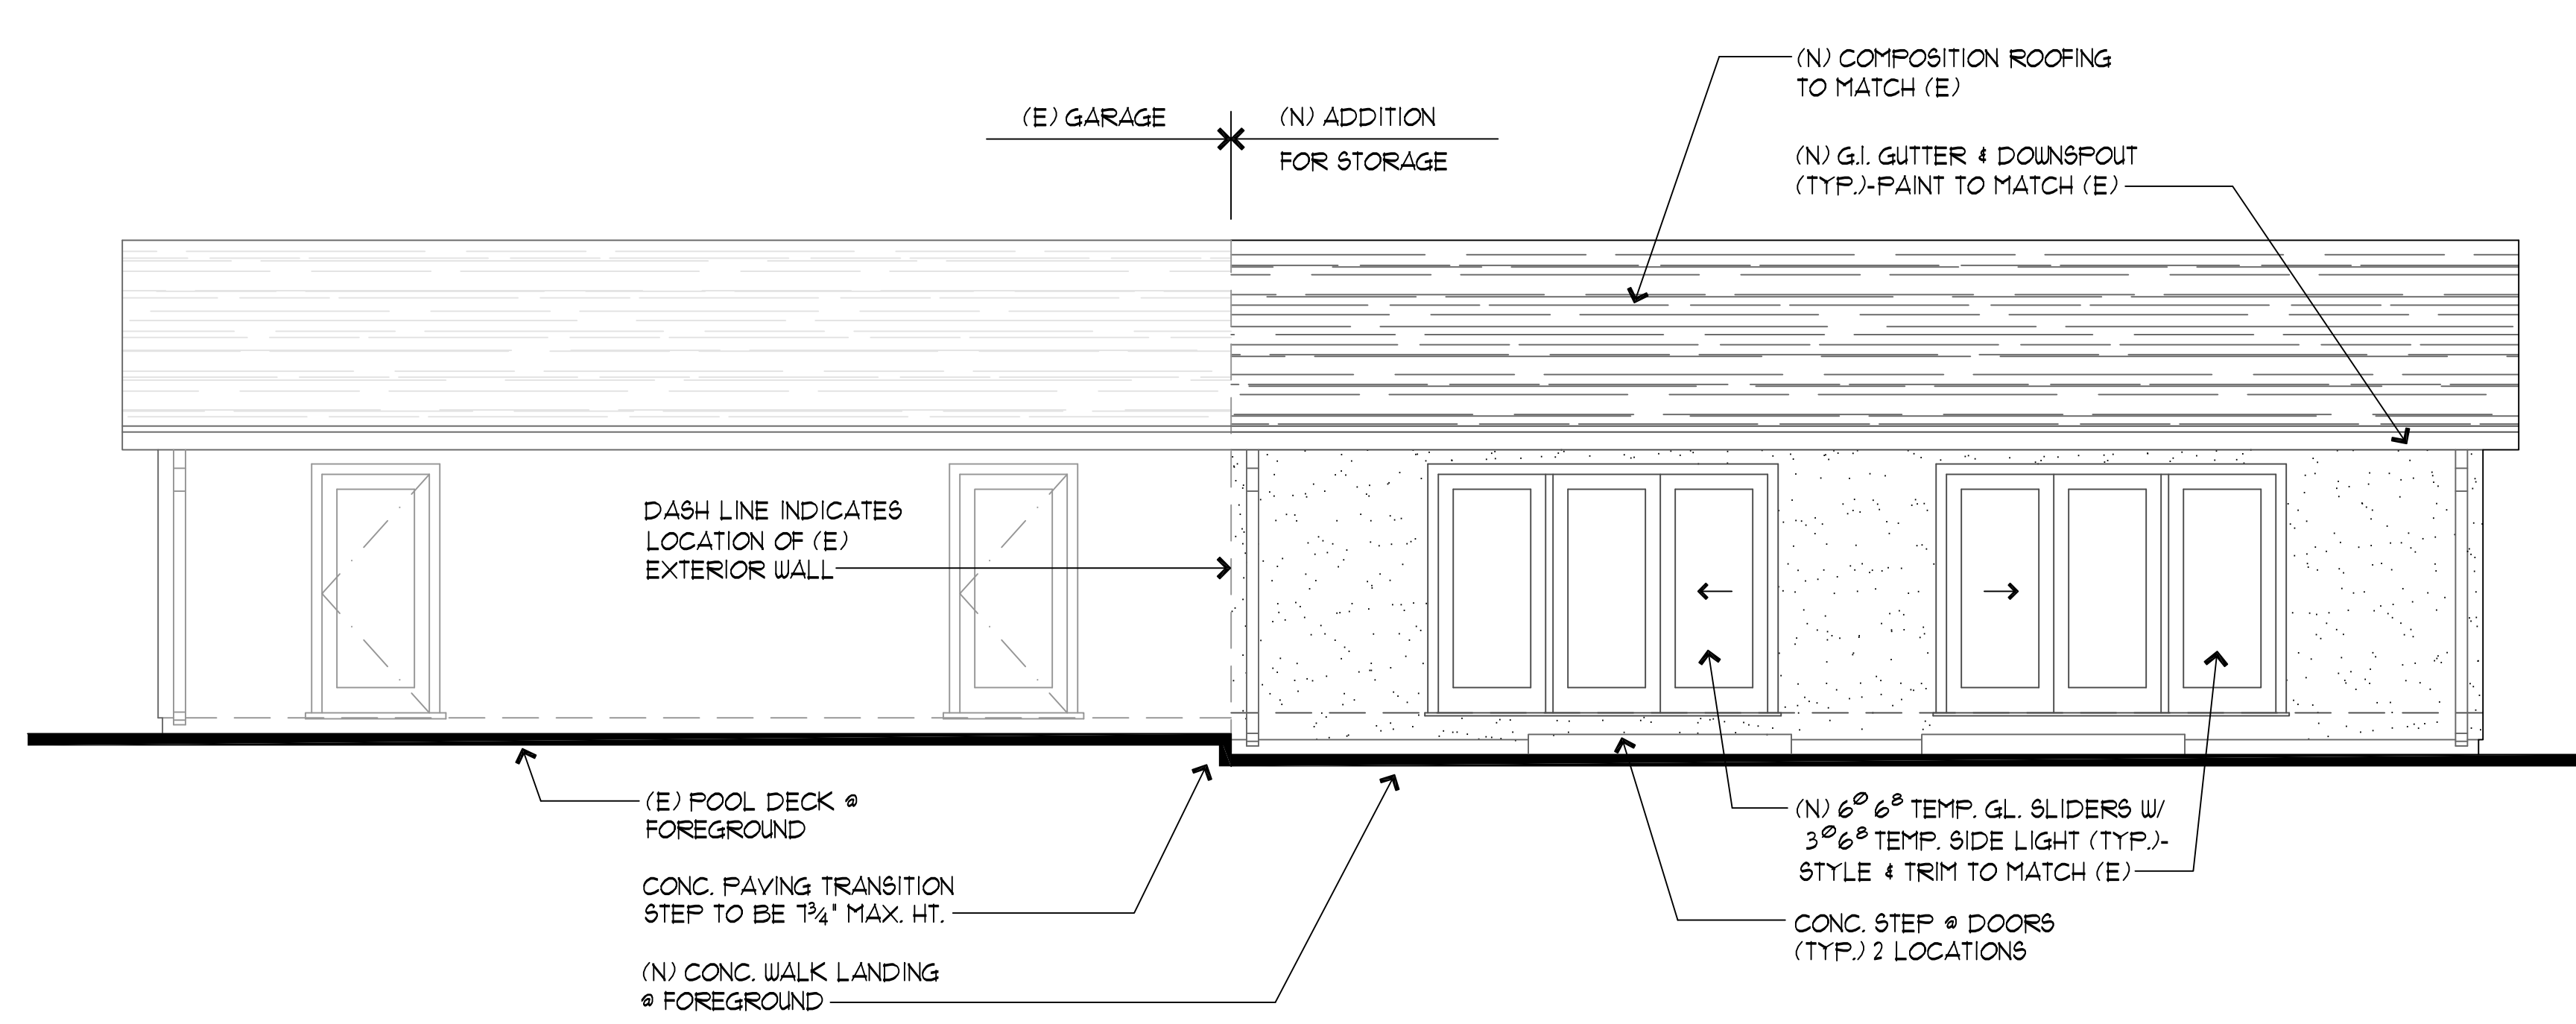 (N) COMPOSITION ROOFING
TO MATCH (E)
(E) GARAGE
(N) ADDITION
FOR STORAGE
(N) G.I. GUTTER & DOWNSPOUT
(TYP.)-PAINT TO MATCH (E)
DASH LINE INDICATES
LOCATION OF (E)
EXTERIOR WALL
(E) POOL DECK @
FOREGROUND
CONC. PAVING TRANSITION
STEP TO BE 7¾" MAX. HT.
(N) CONC. WALK LANDING
@ FOREGROUND
(N) 6⁰ 6⁸ TEMP. GL. SLIDERS W/
3⁰6⁸ TEMP. SIDE LIGHT (TYP.)-
STYLE & TRIM TO MATCH (E)
CONC. STEP @ DOORS
(TYP.) 2 LOCATIONS